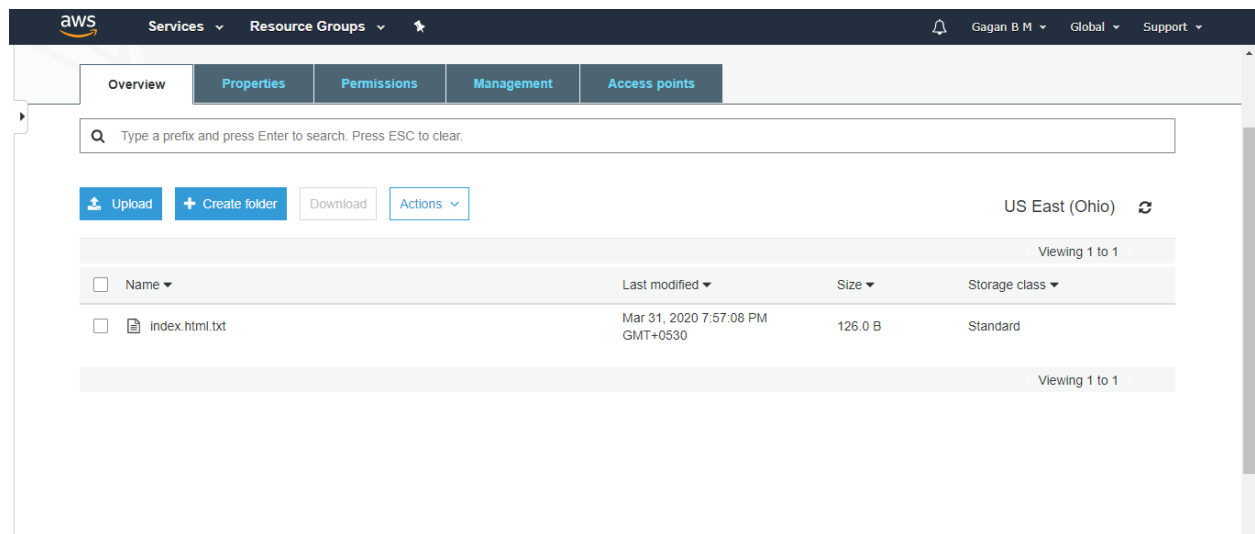 aws Services Resource Groups Gagan B M Global Support
Overview Properties Permissions Management Access points
Type a prefix and press Enter to search. Press ESC to clear.
Upload Create folder Download Actions US East (Ohio)
Viewing 1 to 1
Name Last modified Size Storage class
index.html.txt Mar 31, 2020 7:57:08 PM 126.0 B Standard
GMT+0530
Viewing 1 to 1